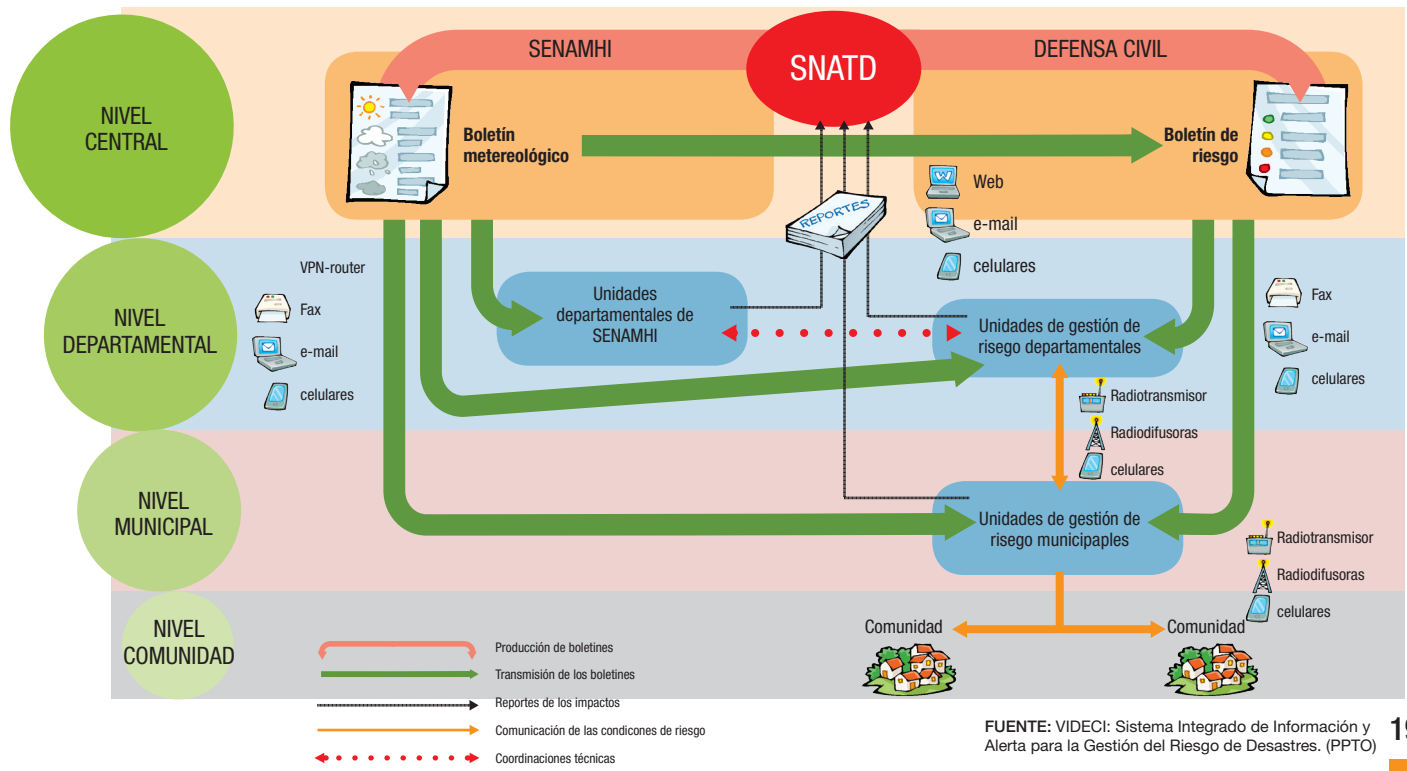 SENAMHI
SNATD
DEFENSA CIVIL
NIVEL
CENTRAL
Boletín
metereológico
Boletín de
riesgo
Web
e-mail
celulares
REPORTES
NIVEL
DEPARTAMENTAL
VPN-router
Fax
e-mail
celulares
Unidades
departamentales de
SENAMHI
Unidades de gestión de
risego departamentales
Fax
e-mail
celulares
Radiotransmisor
Radiodifusoras
celulares
NIVEL
MUNICIPAL
Unidades de gestión de
risego municipaples
Radiotransmisor
Radiodifusoras
celulares
NIVEL
COMUNIDAD
Comunidad
Comunidad
Producción de boletines
Transmisión de los boletines
Reportes de los impactos
Comunicación de las condicones de riesgo
Coordinaciones técnicas
FUENTE: VIDECI: Sistema Integrado de Información y
Alerta para la Gestión del Riesgo de Desastres. (PPTO)